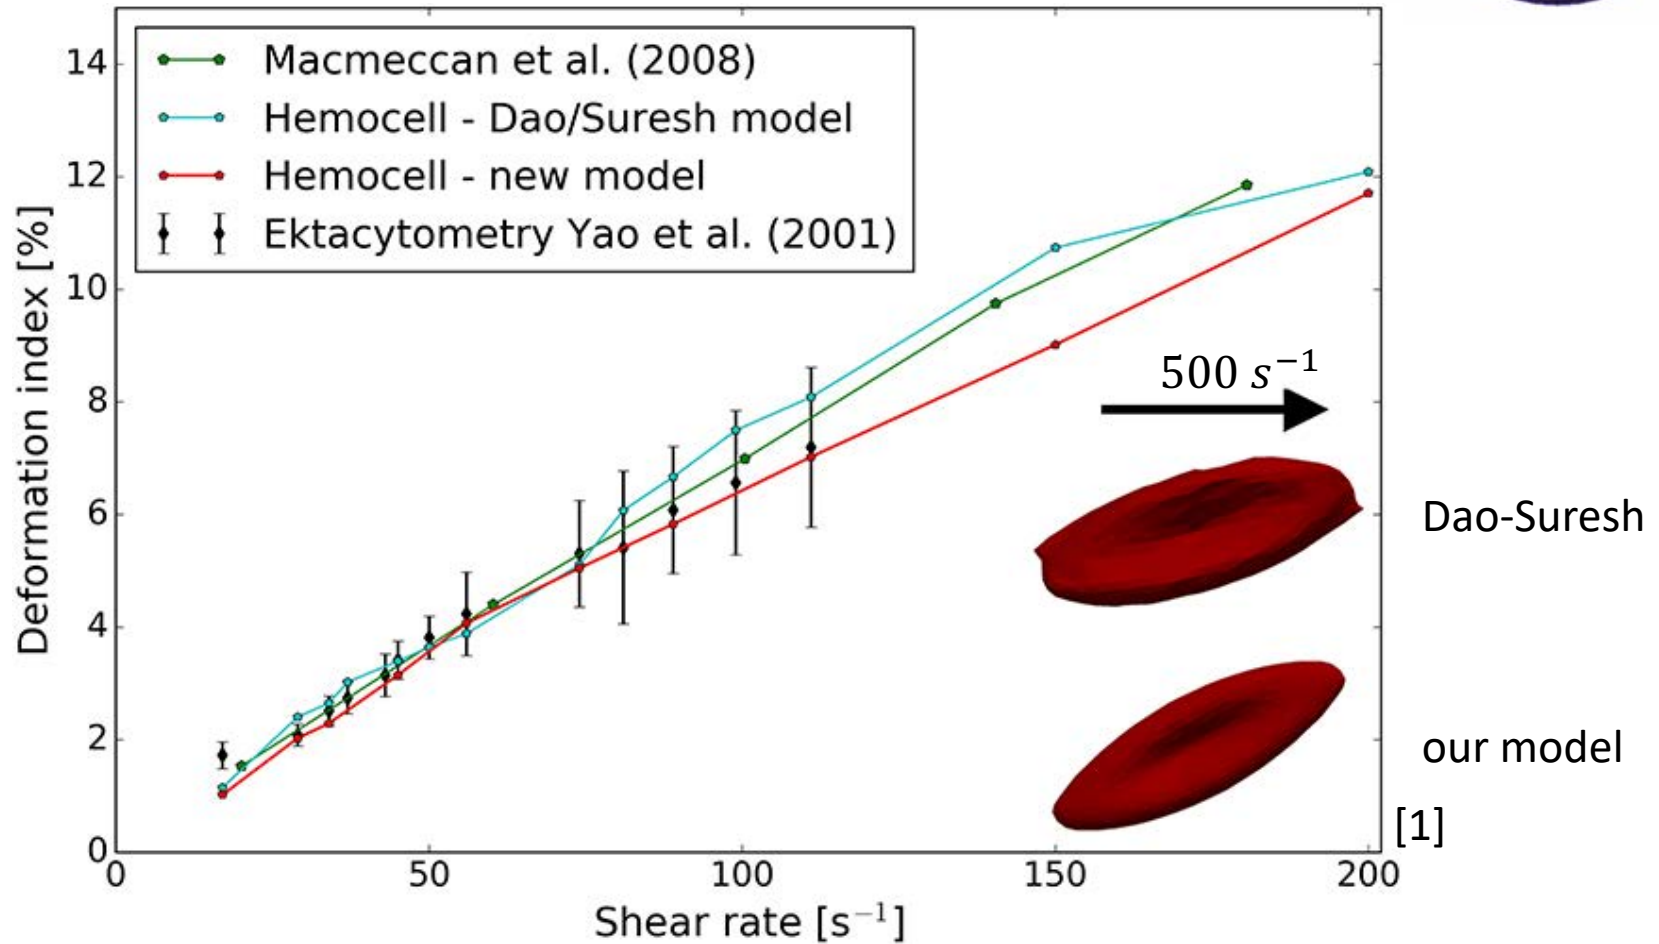 Macmeccan et al. (2008)
Hemocell - Dao/Suresh model
Hemocell - new model
Ektacytometry Yao et al. (2001)
Deformation index [%]
14
12
10
8
6
4
2
0
500 s⁻¹
Dao-Suresh
our model
[1]
0 50 100 150 200
Shear rate [s⁻¹]